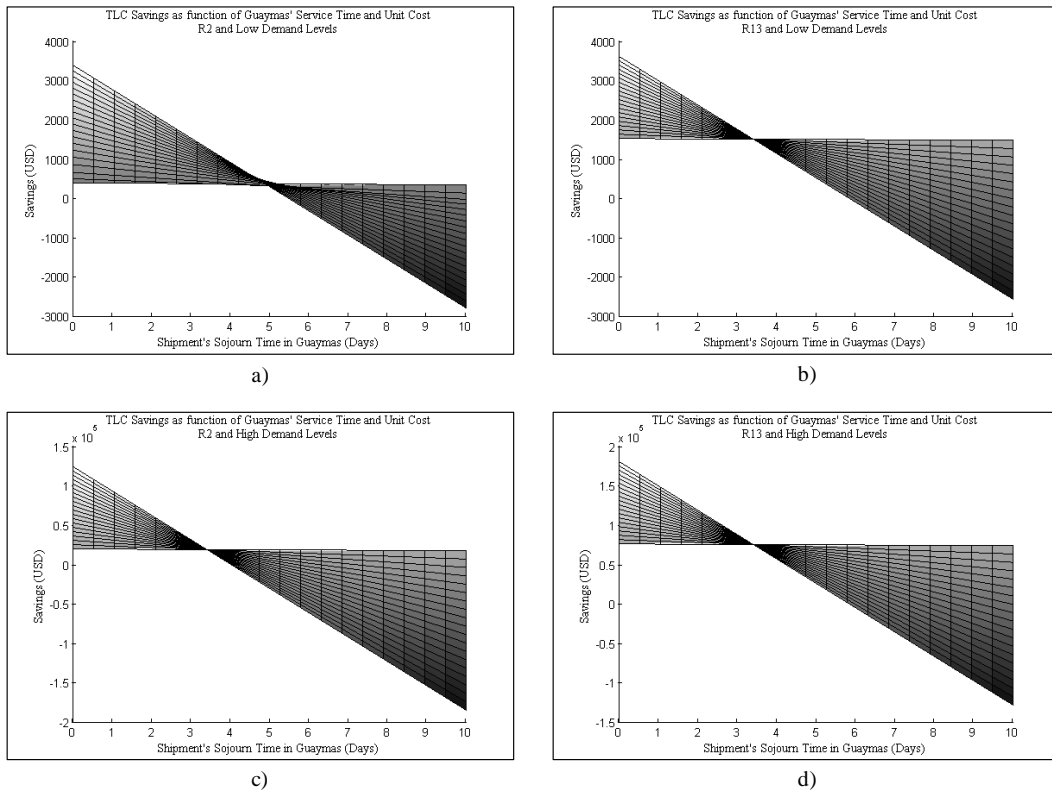 TLC Savings as function of Guaymas' Service Time and Unit Cost
R2 and Low Demand Levels
4000
3000
2000
1000
0
-1000
-2000
-3000
Savings (USD)
0 1 2 3 4 5 6 7 8 9 10
Shipment's Sojourn Time in Guaymas (Days)
a)
TLC Savings as function of Guaymas' Service Time and Unit Cost
R13 and Low Demand Levels
4000
3000
2000
1000
0
-1000
-2000
-3000
Savings (USD)
0 1 2 3 4 5 6 7 8 9 10
Shipment's Sojourn Time in Guaymas (Days)
b)
TLC Savings as function of Guaymas' Service Time and Unit Cost
R2 and High Demand Levels
x 10^5
1.5
1
0.5
0
-0.5
-1
-1.5
-2
Savings (USD)
0 1 2 3 4 5 6 7 8 9 10
Shipment's Sojourn Time in Guaymas (Days)
c)
TLC Savings as function of Guaymas' Service Time and Unit Cost
R13 and High Demand Levels
x 10^5
2
1.5
1
0.5
0
-0.5
-1
-1.5
Savings (USD)
0 1 2 3 4 5 6 7 8 9 10
Shipment's Sojourn Time in Guaymas (Days)
d)